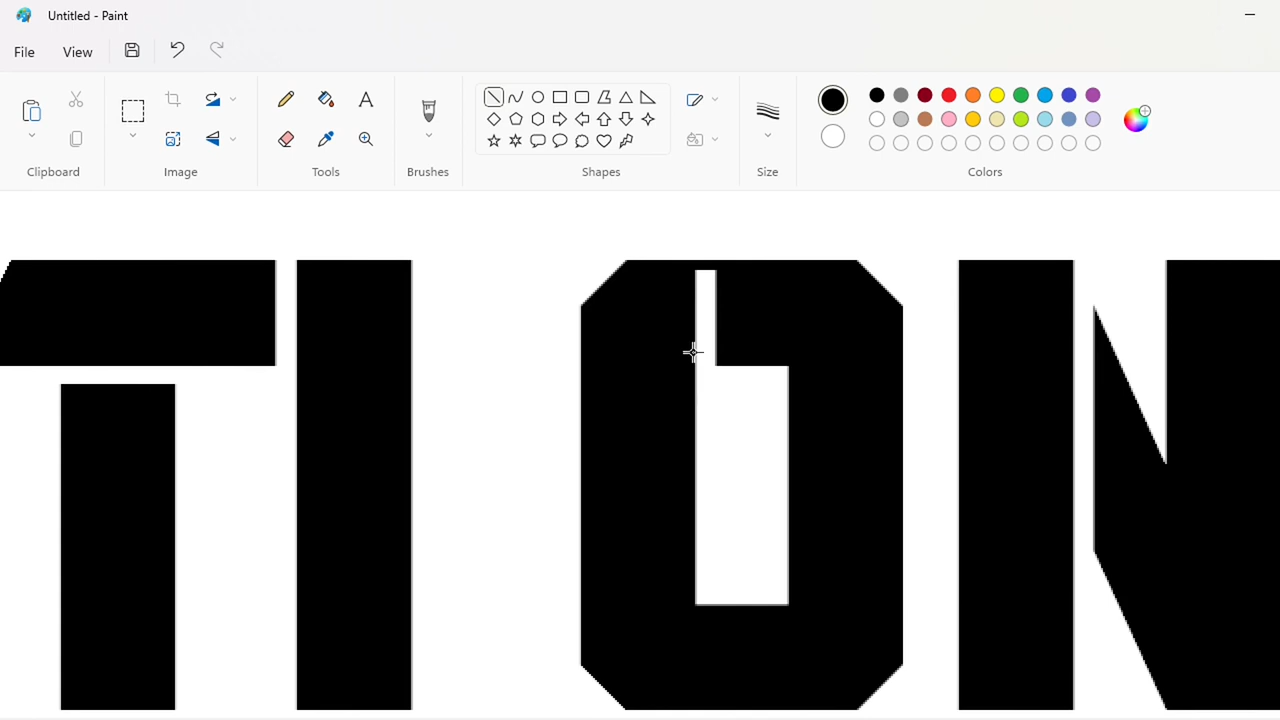 Untitled - Paint
File View
Clipboard Image Tools Brushes Shapes Size Colors
TION